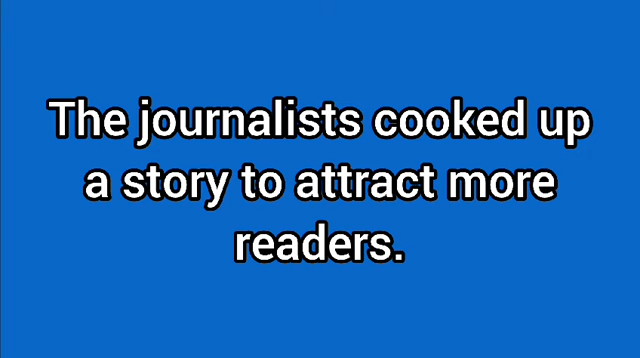 The journalists cooked up
a story to attract more
readers.